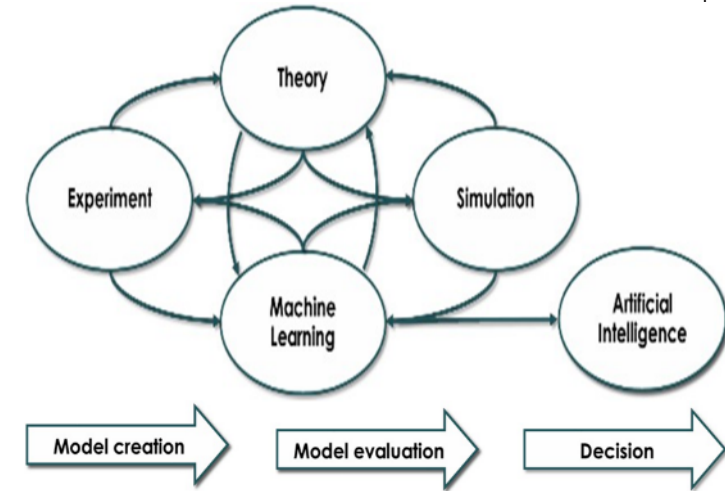 Theory
Experiment
Simulation
Machine
Learning
Artificial
Intelligence
Model creation
Model evaluation
Decision